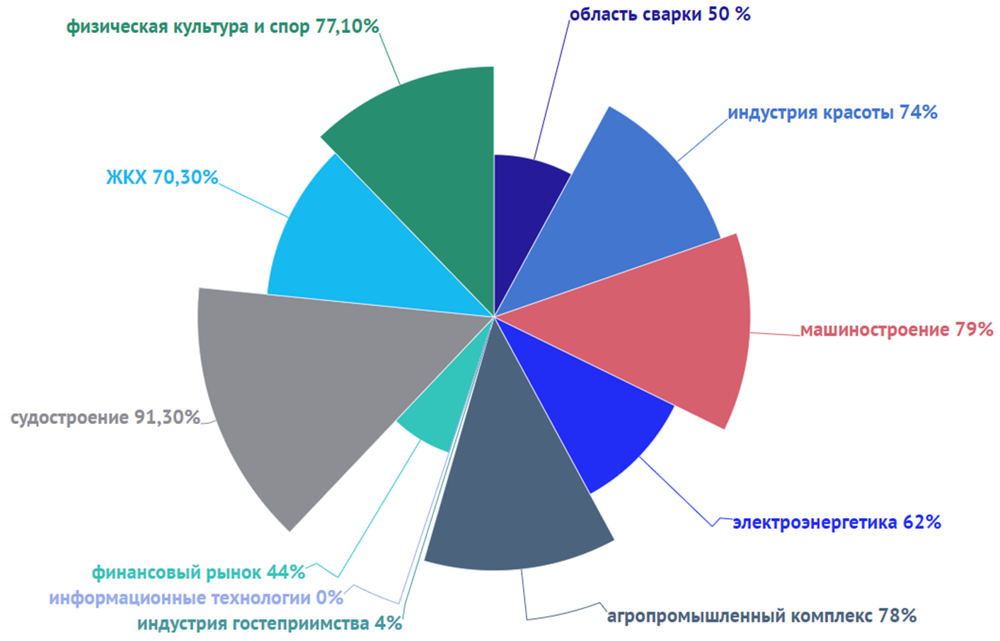 область сварки 50 %
физическая культура и спор 77,10%
индустрия красоты 74%
ЖКХ 70,30%
машиностроение 79%
судостроение 91,30%
электроэнергетика 62%
финансовый рынок 44%
информационные технологии 0%
агропромышленный комплекс 78%
индустрия гостеприимства 4%